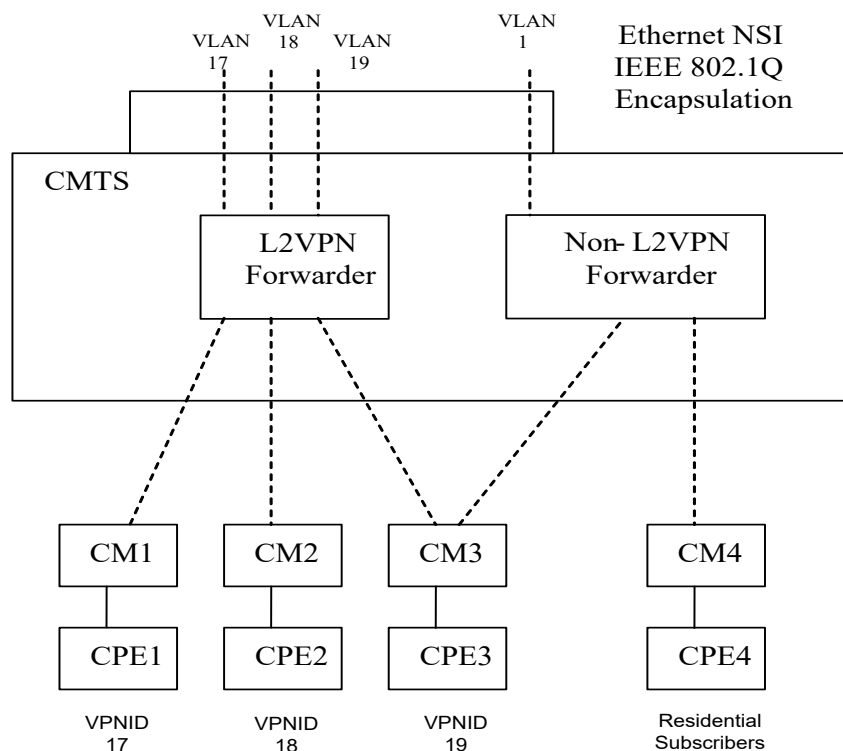 VLAN
17
VLAN
18
VLAN
19
VLAN
1
Ethernet NSI
IEEE 802.1Q
Encapsulation
CMTS
L2VPN
Forwarder
Non- L2VPN
Forwarder
CM1
CM2
CM3
CM4
CPE1
CPE2
CPE3
CPE4
VPNID
17
VPNID
18
VPNID
19
Residential
Subscribers